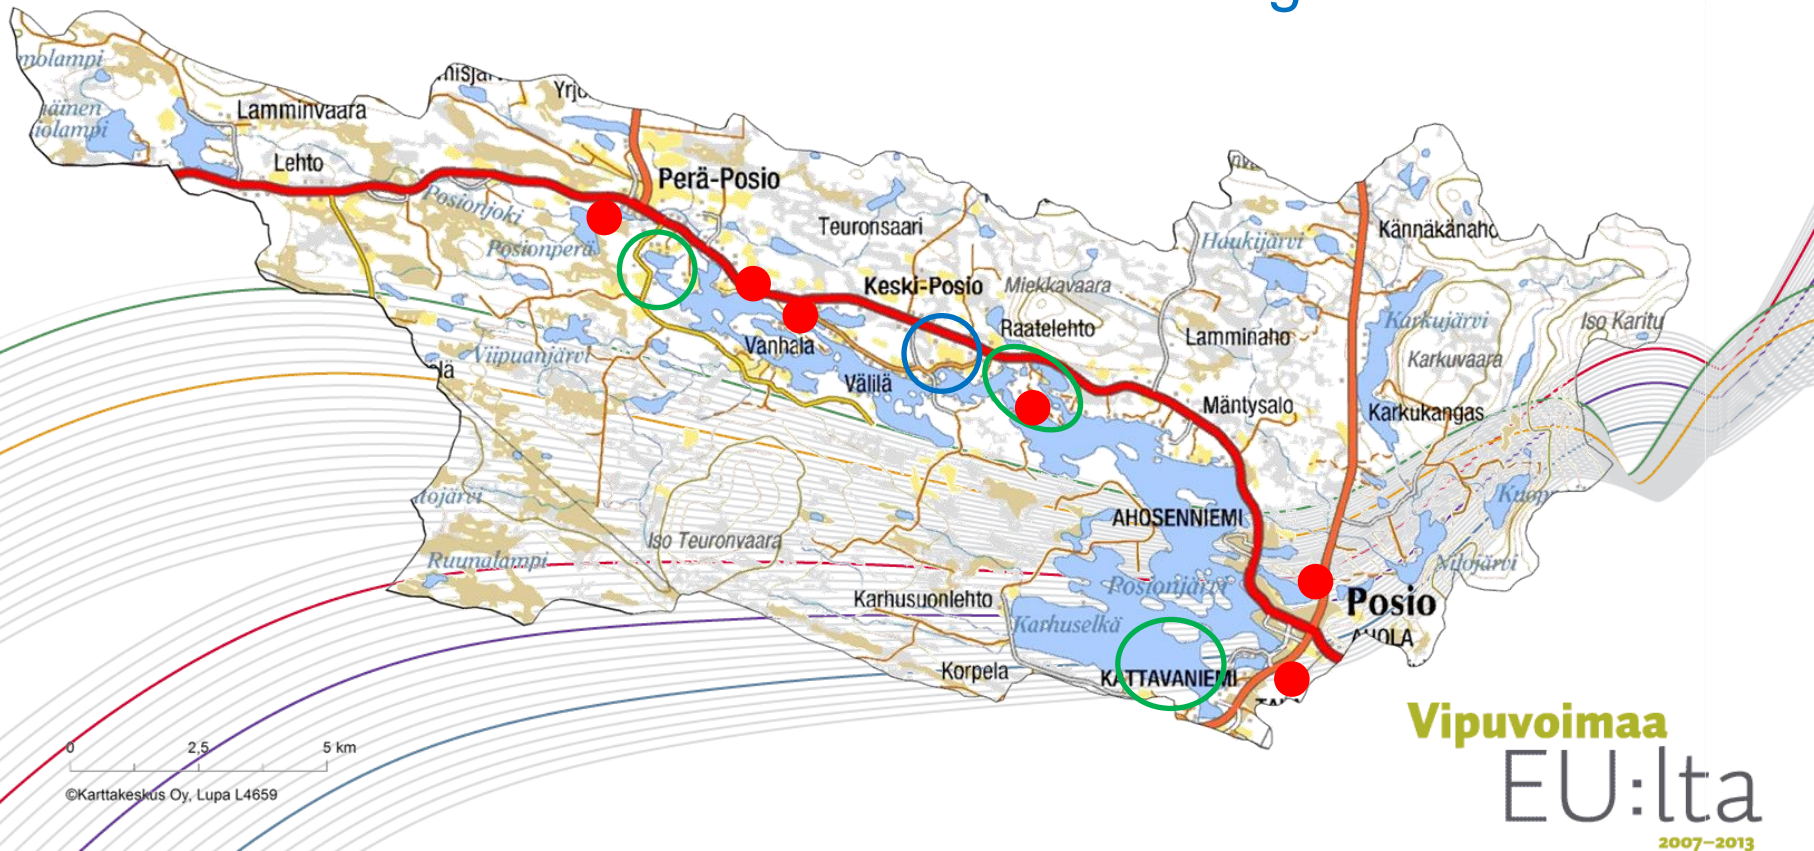 Lamminvaara
Lehto
Posionjoki
Perä-Posio
Posionperä
Teuronsaari
Keski-Posio
Miekkavaara
Raatelehto
Vanhala
Välilä
Viipuanjärvi
Haukijärvi
Lamminaho
Mäntysalo
Karkujärvi
Karkuvaara
Karkukangas
Iso Karitu
Iso Teuronvaara
Ruunalampi
AHOSENNIEMI
Posionjärvi
Karhusuonlehto
Karhuselkä
Korpela
KATTAVANIEMI
Nilojärvi
Posio
AHOLA
0 2,5 5 km
©Karttakeskus Oy, Lupa L4659
Vipuvoimaa
EU:lta
2007–2013